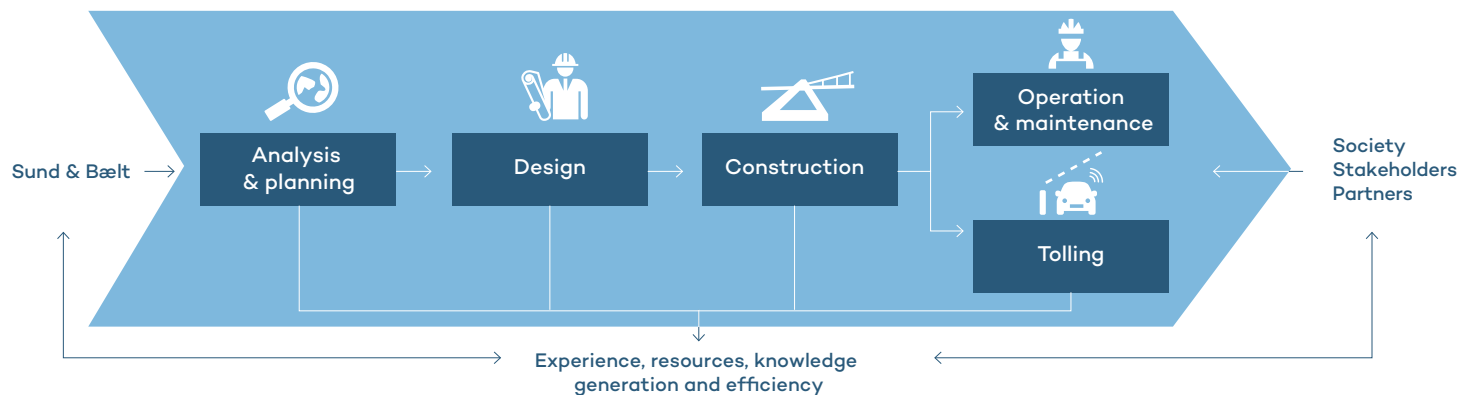 Sund & Bælt
Analysis
& planning
Design
Construction
Operation
& maintenance
Tolling
Society
Stakeholders
Partners
Experience, resources, knowledge
generation and efficiency